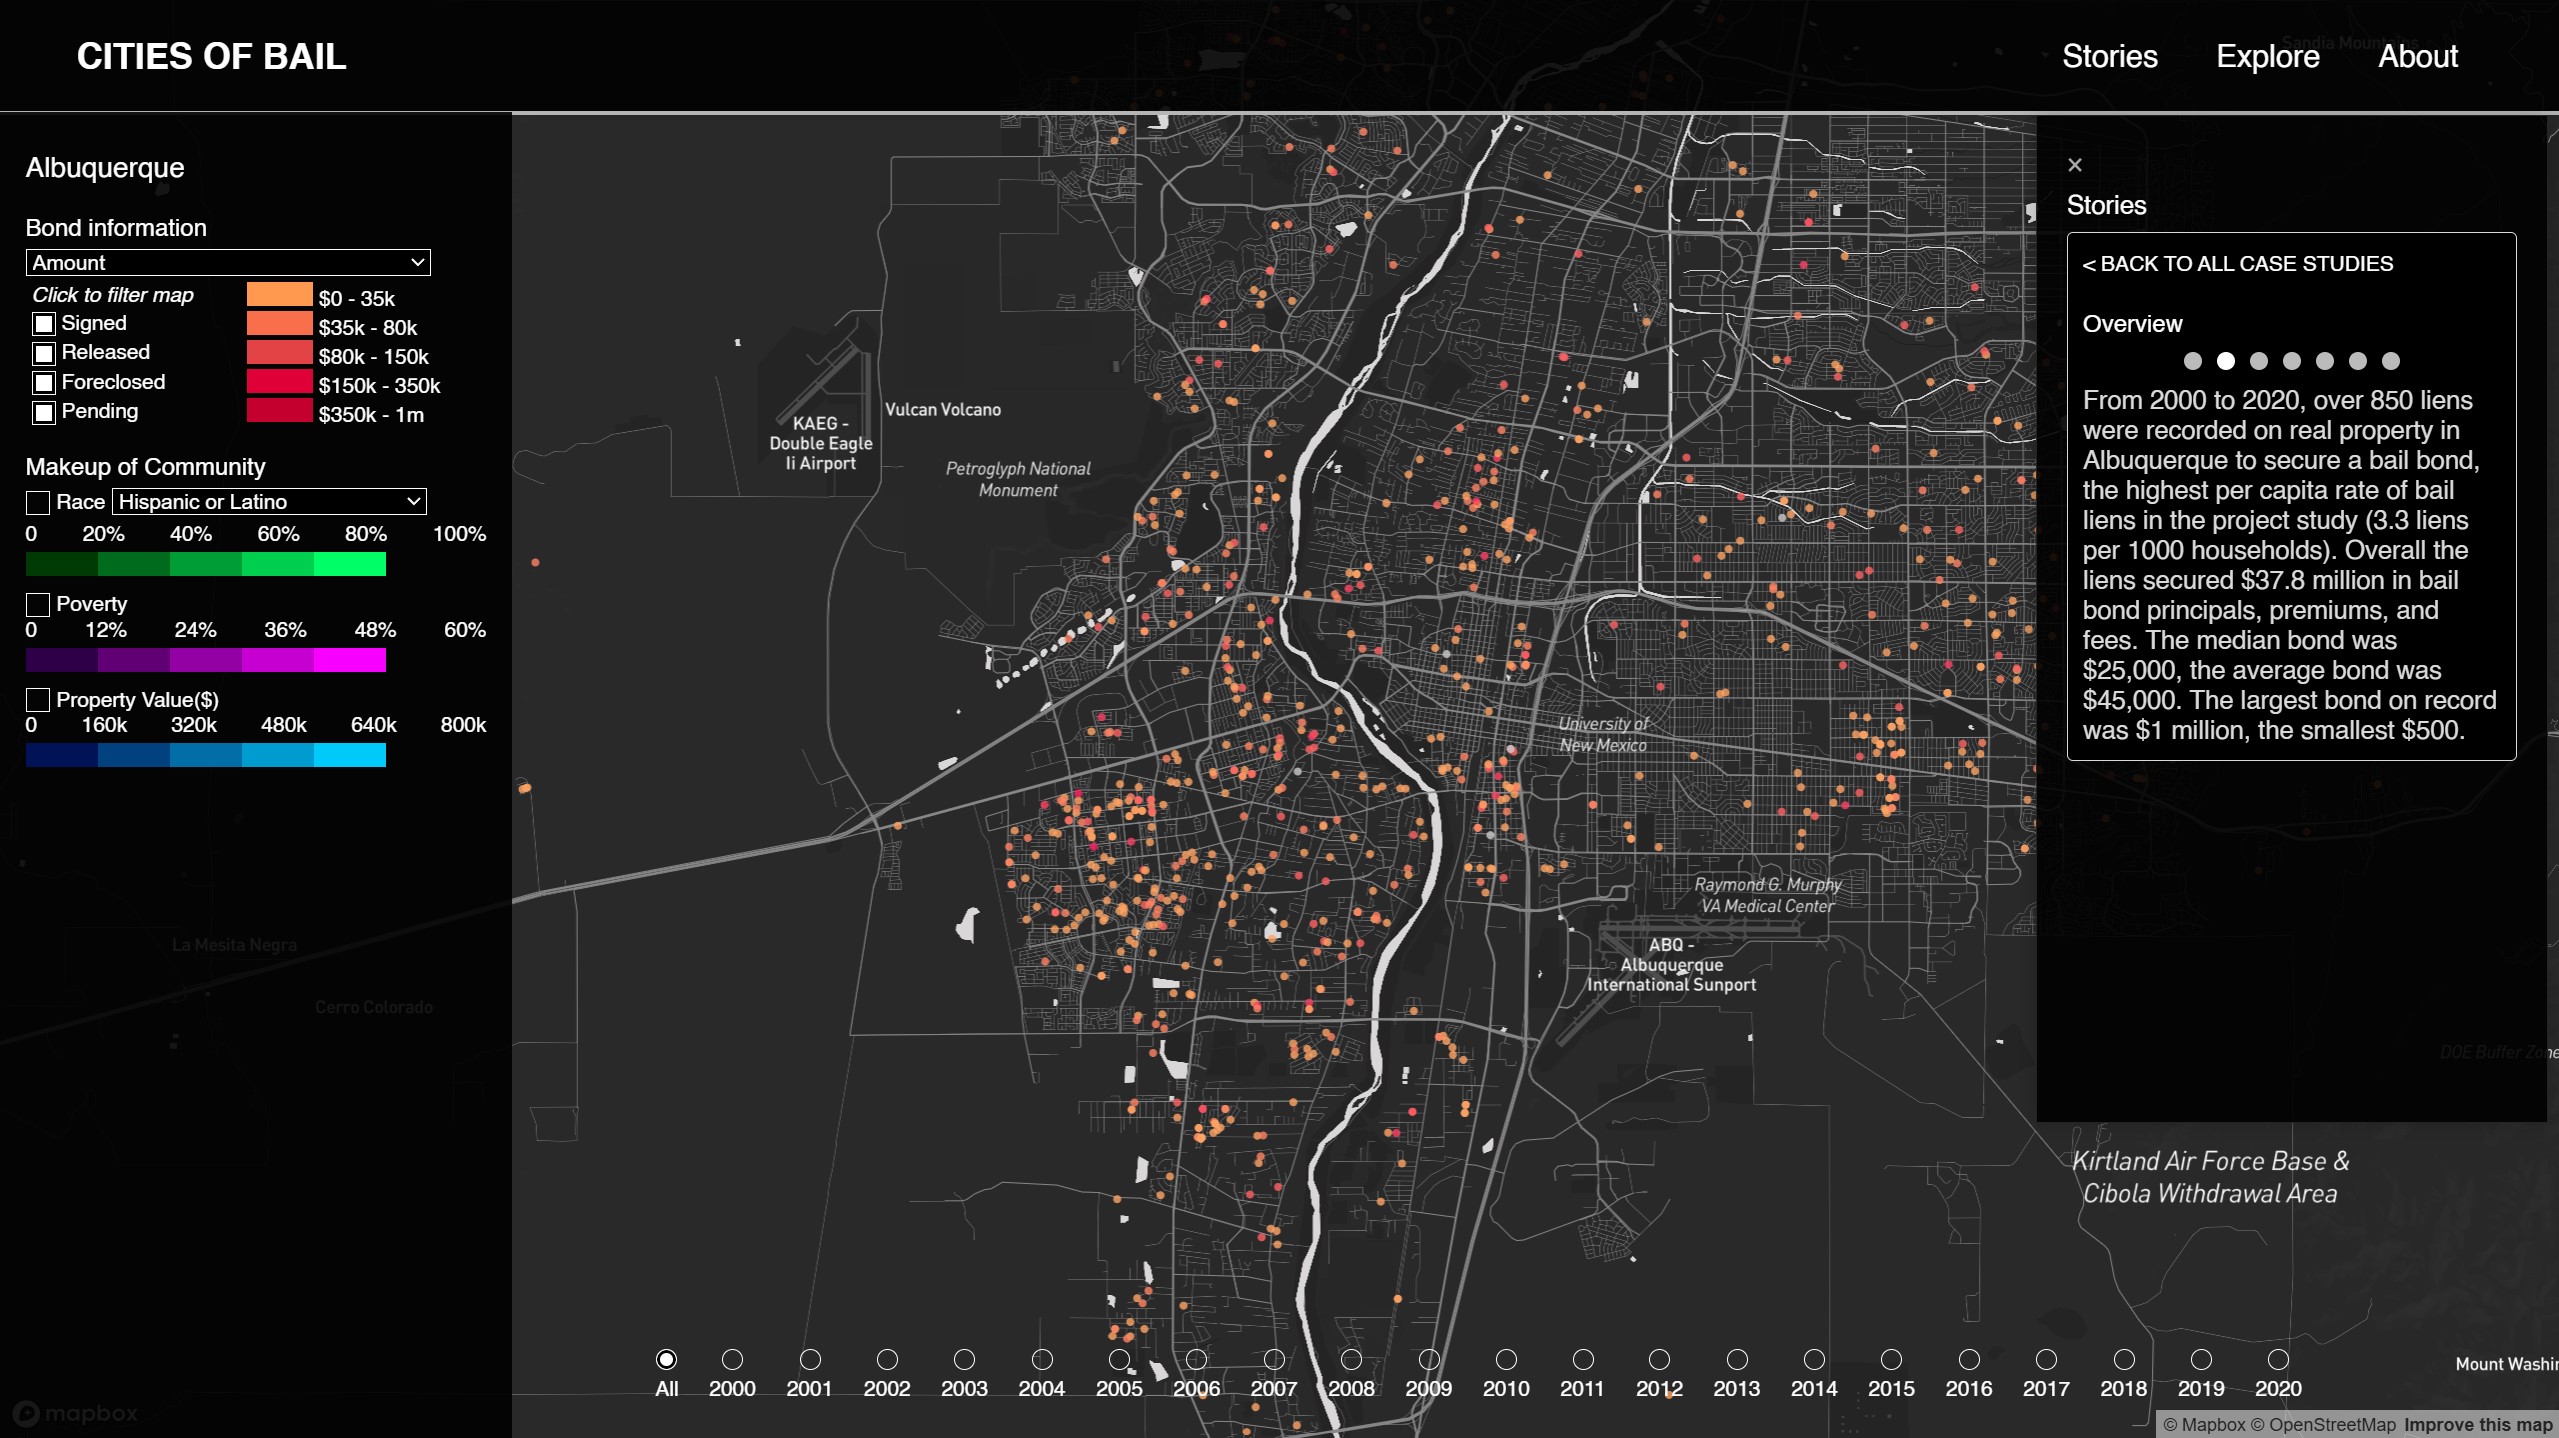 CITIES OF BAIL
Stories
Explore
About
Sandia Mountains
Albuquerque
Bond information
Amount
Click to filter map
Signed
Released
Foreclosed
Pending
$0 - 35k
$35k - 80k
$80k - 150k
$150k - 350k
$350k - 1m
Makeup of Community
Race
Hispanic or Latino
0 20% 40% 60% 80% 100%
Poverty
0 12% 24% 36% 48% 60%
Property Value($)
0 160k 320k 480k 640k 800k
La Mesita Negra
Cerro Colorado
mapbox
KAEG -
Double Eagle
Ii Airport
Vulcan Volcano
Petroglyph National
Monument
University of
New Mexico
Raymond G. Murphy
VA Medical Center
ABQ -
Albuquerque
International Sunport
×
Stories
< BACK TO ALL CASE STUDIES
Overview
From 2000 to 2020, over 850 liens
were recorded on real property in
Albuquerque to secure a bail bond,
the highest per capita rate of bail
liens in the project study (3.3 liens
per 1000 households). Overall the
liens secured $37.8 million in bail
bond principals, premiums, and
fees. The median bond was
$25,000, the average bond was
$45,000. The largest bond on record
was $1 million, the smallest $500.
DOE Buffer Zone
Kirtland Air Force Base &
Cibola Withdrawal Area
Mount Washin
All 2000 2001 2002 2003 2004 2005 2006 2007 2008 2009 2010 2011 2012 2013 2014 2015 2016 2017 2018 2019 2020
© Mapbox © OpenStreetMap Improve this map